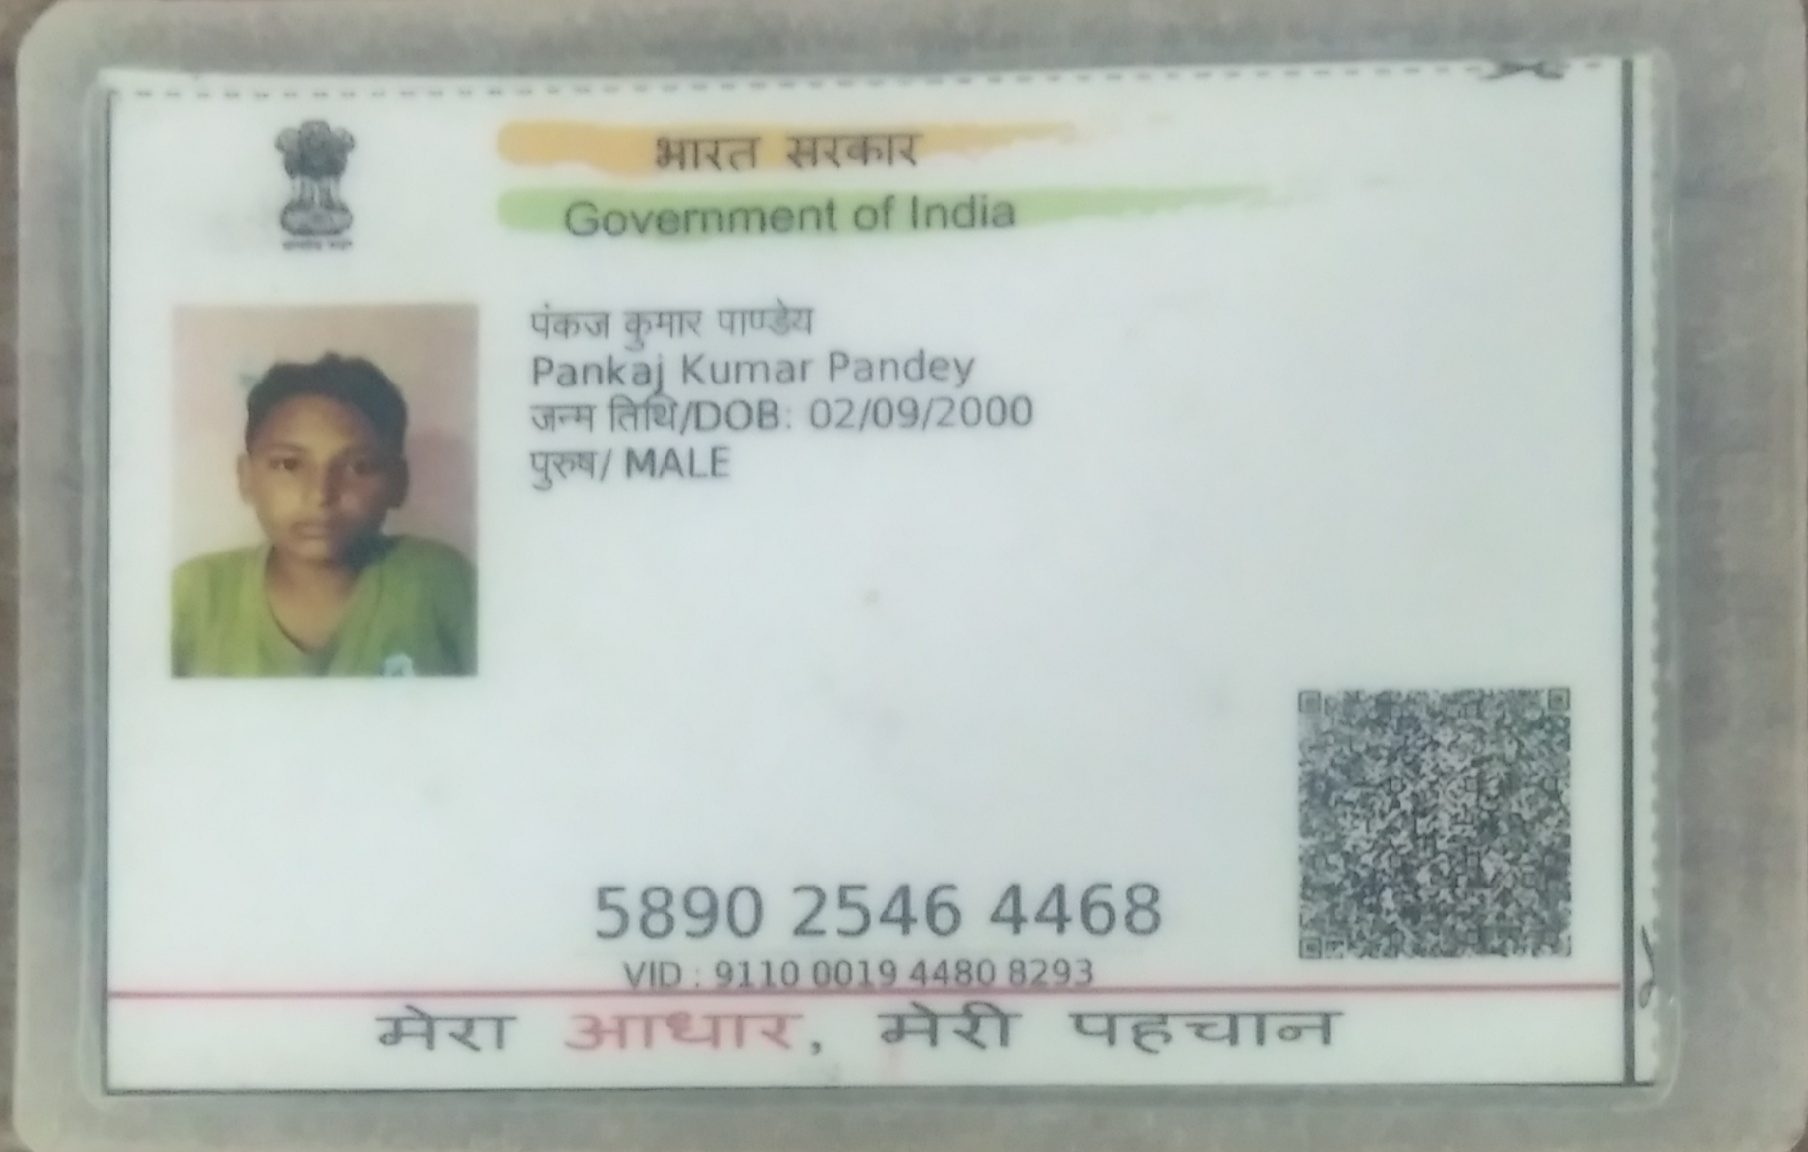 भारत सरकार
Government of India
पंकज कुमार पाण्डेय
Pankaj Kumar Pandey
जन्म तिथि/DOB: 02/09/2000
पुरुष/ MALE
5890 2546 4468
VID : 9110 0019 4480 8293
मेरा आधार, मेरी पहचान